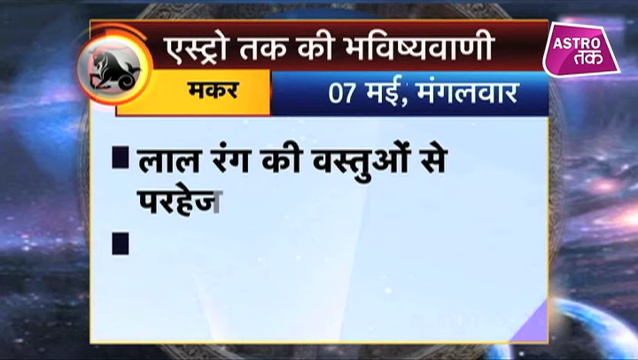 एस्ट्रो तक की भविष्यवाणी
ASTRO
तक
मकर
07 मई, मंगलवार
लाल रंग की वस्तुओं से
परहेज